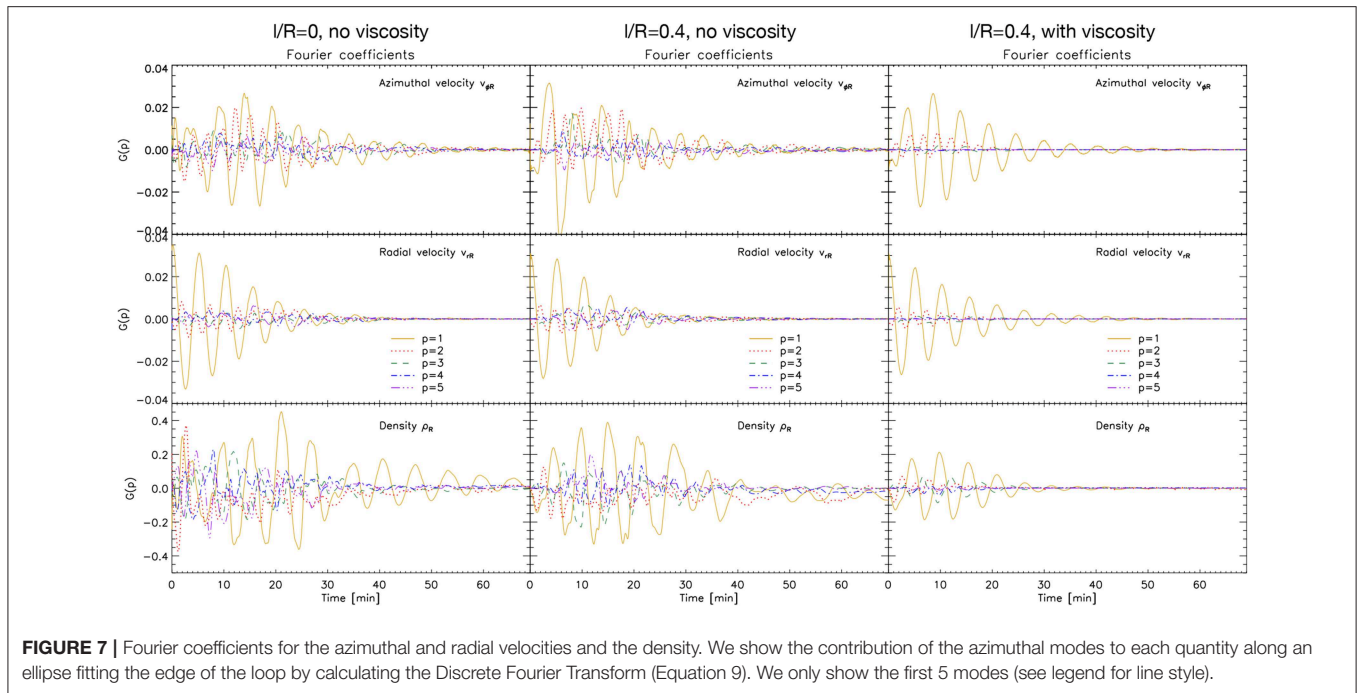 l/R=0, no viscosity
l/R=0.4, no viscosity
l/R=0.4, with viscosity
Fourier coefficients
Fourier coefficients
Fourier coefficients
0.04
0.02
0.00
−0.02
−0.04
G(p)
Azimuthal velocity vφR
Azimuthal velocity vφR
Azimuthal velocity vφR
0.04
0.02
0.00
−0.02
−0.04
G(p)
Radial velocity vrR
Radial velocity vrR
Radial velocity vrR
p=1
p=2
p=3
p=4
p=5
p=1
p=2
p=3
p=4
p=5
p=1
p=2
p=3
p=4
p=5
0.4
0.2
0.0
−0.2
−0.4
G(p)
Density ρR
Density ρR
Density ρR
0 10 20 30 40 50 60
0 10 20 30 40 50 60
0 10 20 30 40 50 60
Time [min]
Time [min]
Time [min]
FIGURE 7 | Fourier coefficients for the azimuthal and radial velocities and the density. We show the contribution of the azimuthal modes to each quantity along an
ellipse fitting the edge of the loop by calculating the Discrete Fourier Transform (Equation 9). We only show the first 5 modes (see legend for line style).